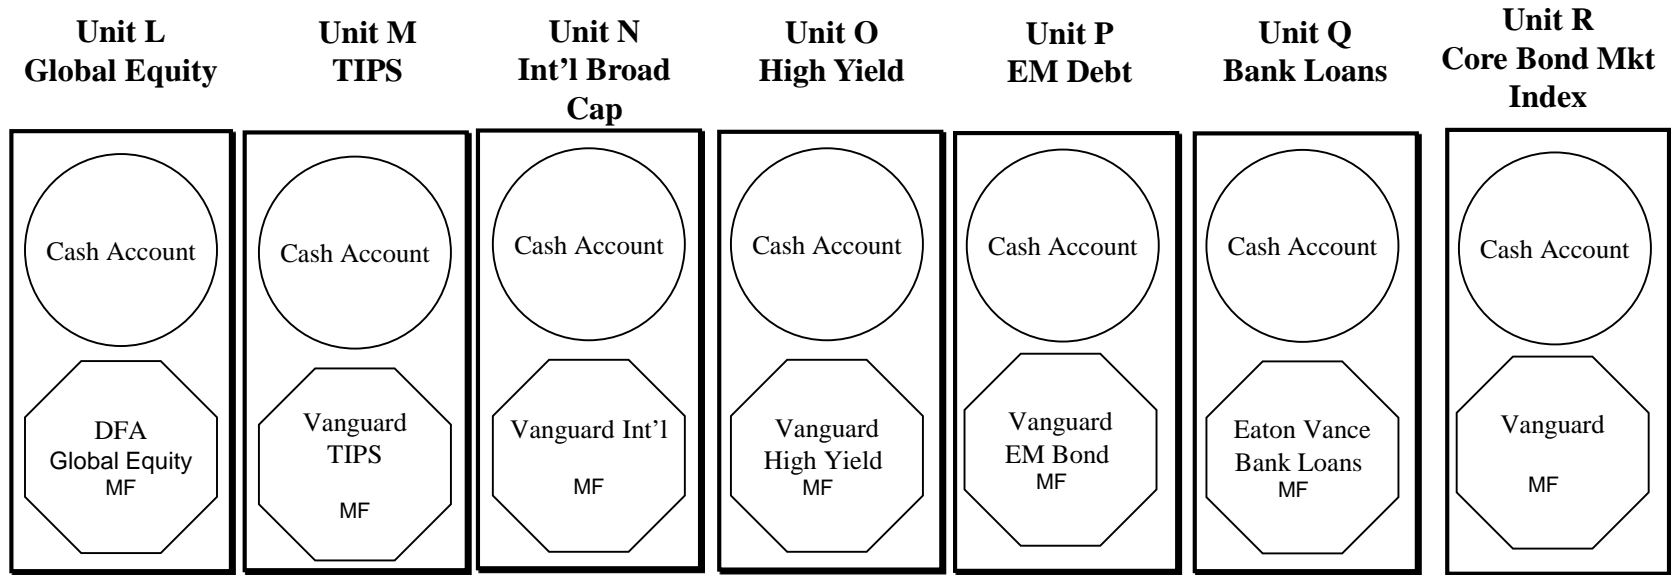 Unit L
Global Equity
Unit M
TIPS
Unit N
Int’l Broad
Cap
Unit O
High Yield
Unit P
EM Debt
Unit Q
Bank Loans
Unit R
Core Bond Mkt
Index
Cash Account
Cash Account
Cash Account
Cash Account
Cash Account
Cash Account
Cash Account
DFA
Global Equity
MF
Vanguard
TIPS
MF
Vanguard Int’l
MF
Vanguard
High Yield
MF
Vanguard
EM Bond
MF
Eaton Vance
Bank Loans
MF
Vanguard
MF